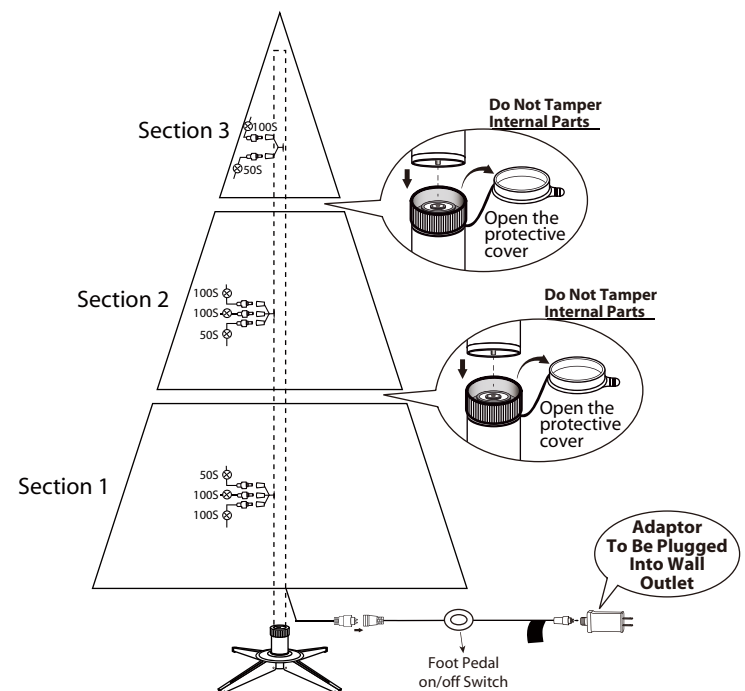 Do Not Tamper
Internal Parts
Section 3
100S
50S
Open the
protective
cover
Section 2
100S
100S
50S
Do Not Tamper
Internal Parts
Open the
protective
cover
Section 1
50S
100S
100S
Adaptor
To Be Plugged
Into Wall
Outlet
Foot Pedal
on/off Switch